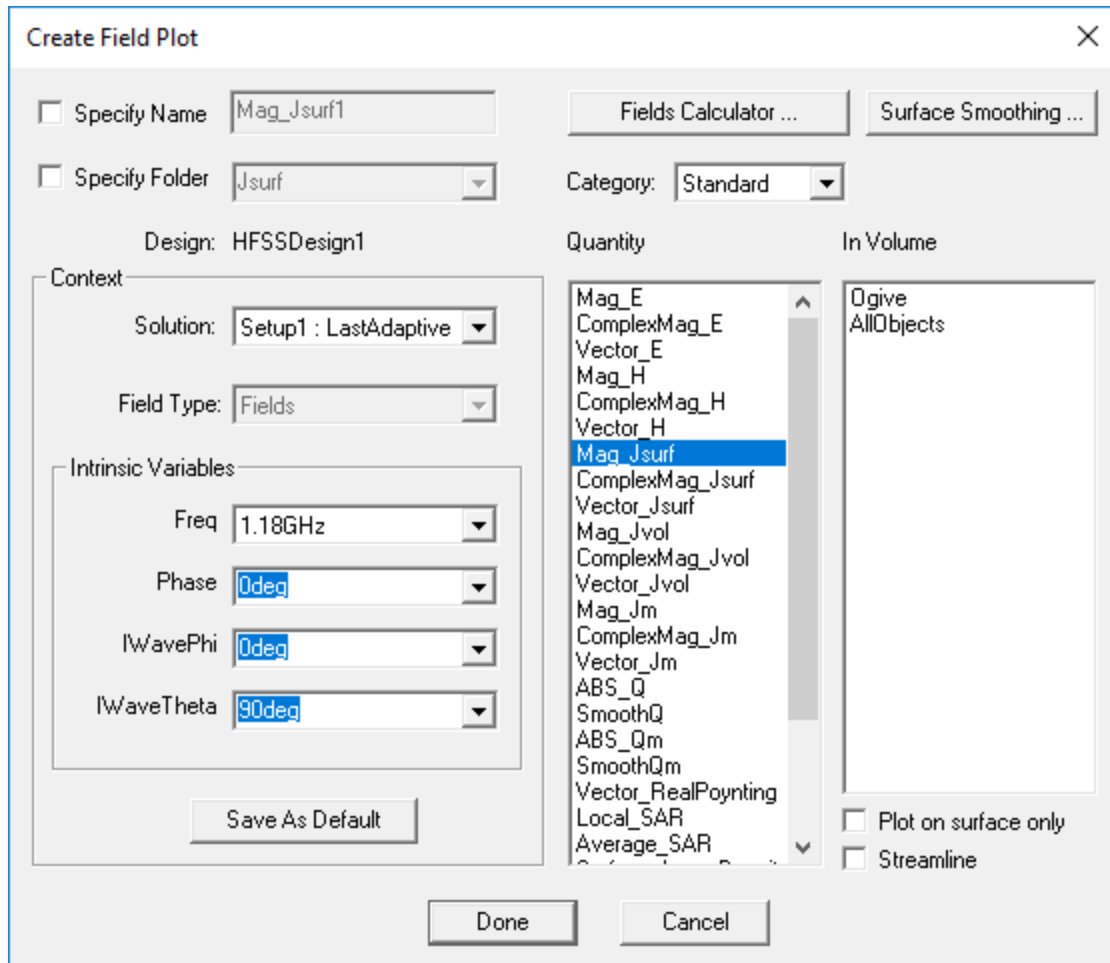 Create Field Plot
Specify Name
Mag_Jsurf1
Fields Calculator ...
Surface Smoothing ...
Specify Folder
Jsurf
Category:
Standard
Design: HFSSDesign1
Quantity
In Volume
Context
Solution:
Setup1 : LastAdaptive
Field Type:
Fields
Intrinsic Variables
Freq
1.18GHz
Phase
0deg
IWavePhi
0deg
IWaveTheta
90deg
Save As Default
Mag_E
ComplexMag_E
Vector_E
Mag_H
ComplexMag_H
Vector_H
Mag_Jsurf
ComplexMag_Jsurf
Vector_Jsurf
Mag_Jvol
ComplexMag_Jvol
Vector_Jvol
Mag_Jm
ComplexMag_Jm
Vector_Jm
ABS_Q
SmoothQ
ABS_Qm
SmoothQm
Vector_RealPoynting
Local_SAR
Average_SAR
Ogive
AllObjects
Plot on surface only
Streamline
Done
Cancel